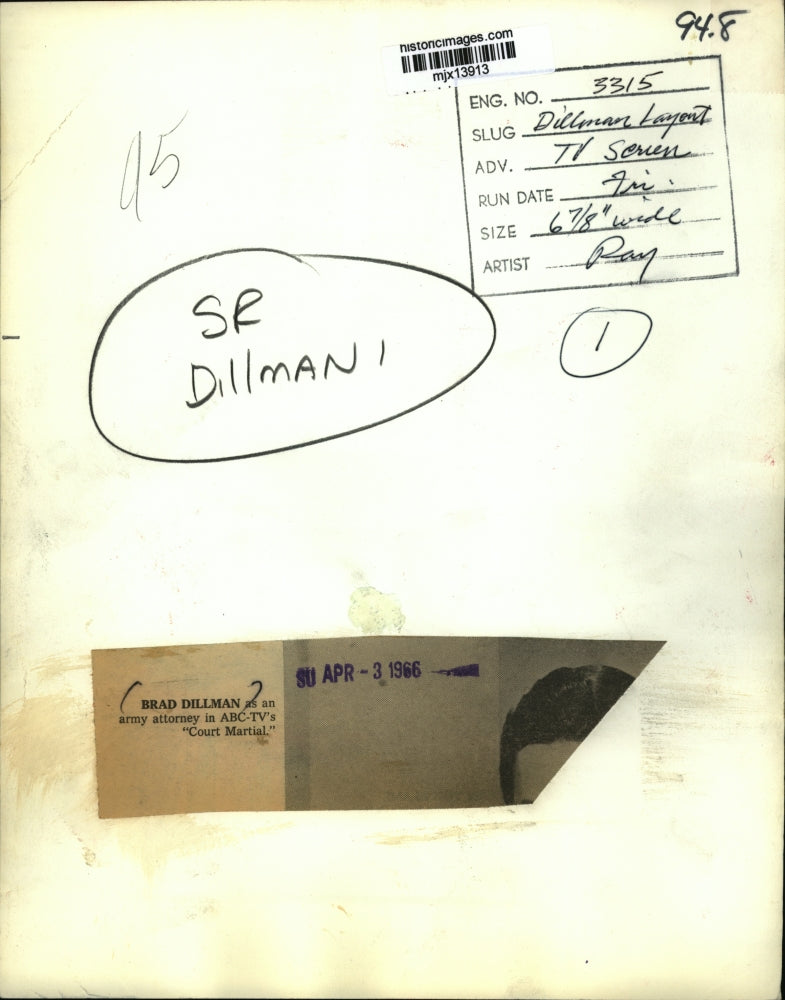 94.8
historicimages.com
mjx13913
ENG. NO. 3315
SLUG Dillman Layout
ADV. TV Screen
RUN DATE Fri.
SIZE 6 7/8" wide
ARTIST Ray
95
SR
DillMAN 1
1
SU APR - 3 1966
BRAD DILLMAN as an
army attorney in ABC-TV's
"Court Martial."